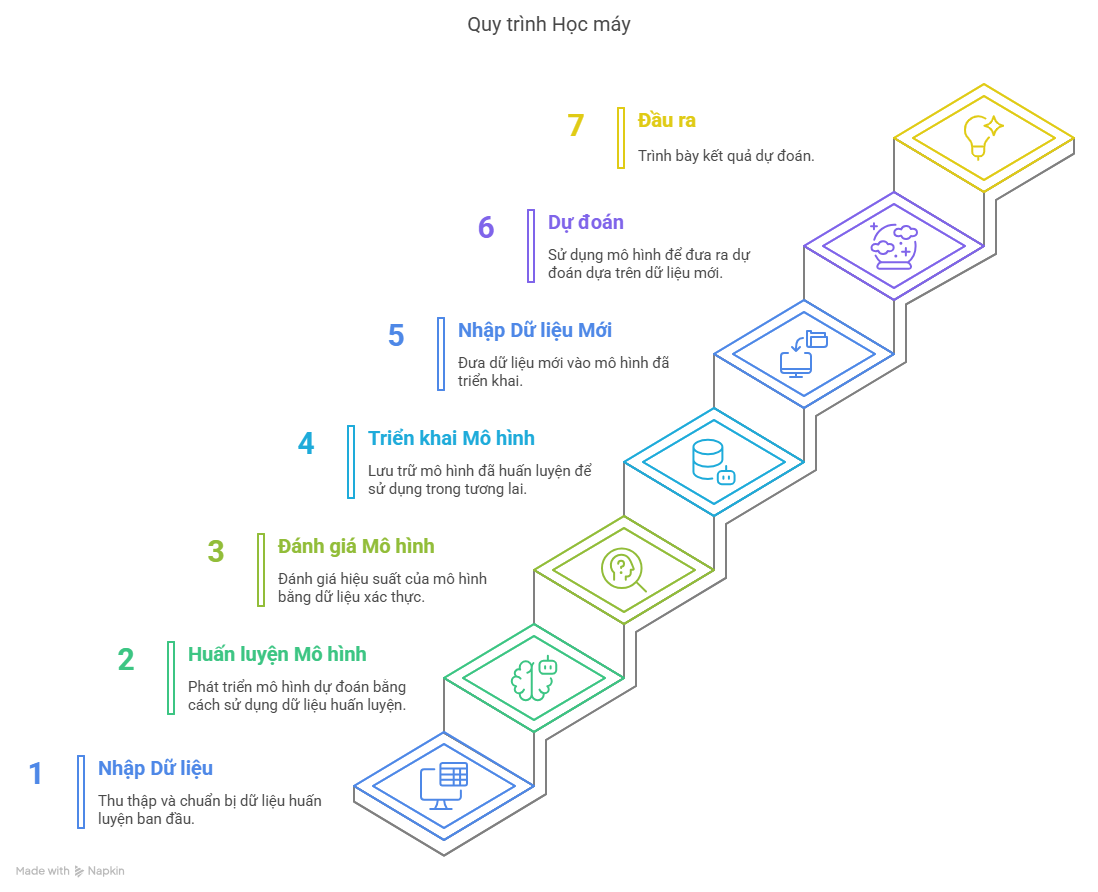 Quy trình Học máy
7
Đầu ra
Trình bày kết quả dự đoán.
6
Dự đoán
Sử dụng mô hình để đưa ra dự
đoán dựa trên dữ liệu mới.
5
Nhập Dữ liệu Mới
Đưa dữ liệu mới vào mô hình đã
triển khai.
4
Triển khai Mô hình
Lưu trữ mô hình đã huấn luyện để
sử dụng trong tương lai.
3
Đánh giá Mô hình
Đánh giá hiệu suất của mô hình
bằng dữ liệu xác thực.
2
Huấn luyện Mô hình
Phát triển mô hình dự đoán bằng
cách sử dụng dữ liệu huấn luyện.
1
Nhập Dữ liệu
Thu thập và chuẩn bị dữ liệu huấn
luyện ban đầu.
Made with Napkin